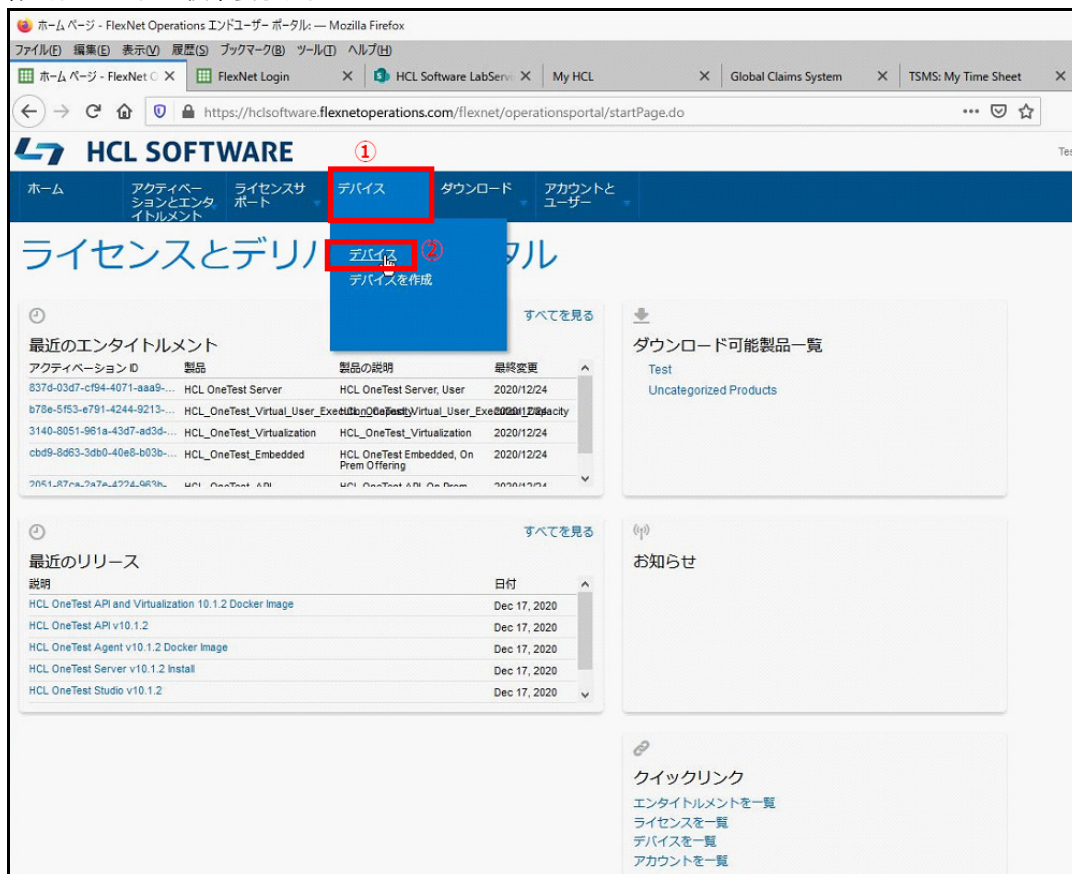 ホーム ページ - FlexNet Operations エンドユーザー ポータル: — Mozilla Firefox
ファイル(F) 編集(E) 表示(V) 履歴(S) ブックマーク(B) ツール(T) ヘルプ(H)
ホーム ページ - FlexNet O FlexNet Login HCL Software LabServi My HCL Global Claims System TSMS: My Time Sheet
https://hclsoftware.flexnetoperations.com/flexnet/operationsportal/startPage.do
HCL SOFTWARE
①
Tes
ホーム
アクティベー
ションとエンタ
イトルメント
ライセンスサ
ポート
デバイス
ダウンロード
アカウントと
ユーザー
ライセンスとデリバ
タル
デバイス
②
デバイスを作成
すべてを見る
最近のエンタイトルメント
アクティベーション ID 製品 製品の説明 最終変更
837d-03d7-cf94-4071-aaa9-... HCL OneTest Server HCL OneTest Server, User 2020/12/24
b78e-5f53-e791-4244-9213-... HCL_OneTest_Virtual_User_Execution_Capacity
3140-8051-961a-43d7-ad3d-... HCL_OneTest_Virtualization HCL_OneTest_Virtualization 2020/12/24
cbd9-8d63-3db0-40e8-b03b-... HCL_OneTest_Embedded HCL OneTest Embedded, On Prem Offering 2020/12/24
2051-87ca-2a7e-4224-963b- HCL OneTest API HCL OneTest API On Prem 2020/12/24
ダウンロード可能製品一覧
Test
Uncategorized Products
すべてを見る
最近のリリース
説明 日付
HCL OneTest API and Virtualization 10.1.2 Docker Image Dec 17, 2020
HCL OneTest API v10.1.2 Dec 17, 2020
HCL OneTest Agent v10.1.2 Docker Image Dec 17, 2020
HCL OneTest Server v10.1.2 Install Dec 17, 2020
HCL OneTest Studio v10.1.2 Dec 17, 2020
お知らせ
クイックリンク
エンタイトルメントを一覧
ライセンスを一覧
デバイスを一覧
アカウントを一覧